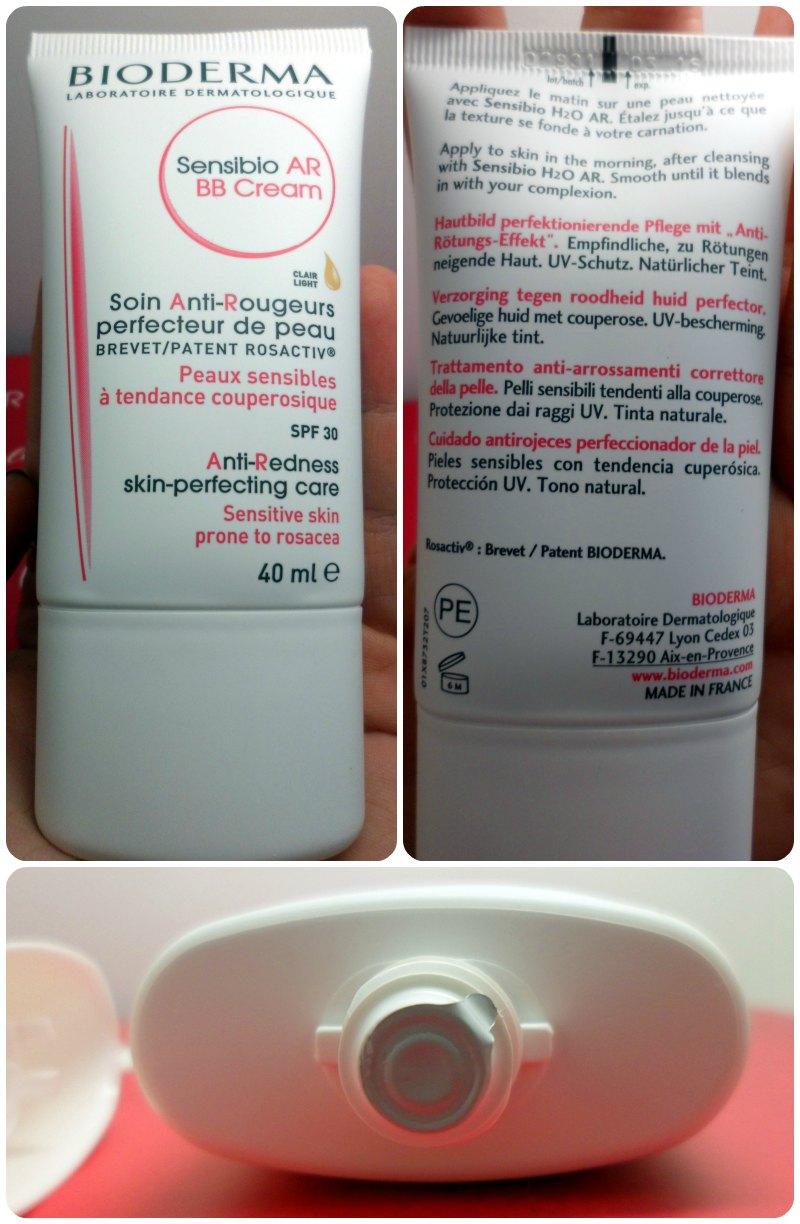 BIODERMA
LABORATOIRE DERMATOLOGIQUE
Sensibio AR
BB Cream
CLAIR
LIGHT
Soin Anti-Rougeurs
perfecteur de peau
BREVET/PATENT ROSACTIV®
Peaux sensibles
à tendance couperosique
SPF 30
Anti-Redness
skin-perfecting care
Sensitive skin
prone to rosacea
40 ml e
lot/batch exp.
Appliquez le matin sur une peau nettoyée
avec Sensibio H2O AR. Étalez jusqu'à ce que
la texture se fonde à votre carnation.
Apply to skin in the morning, after cleansing
with Sensibio H2O AR. Smooth until it blends
in with your complexion.
Hautbild perfektionierende Pflege mit „Anti-
Rötungs-Effekt". Empfindliche, zu Rötungen
neigende Haut. UV-Schutz. Natürlicher Teint.
Verzorging tegen roodheid huid perfector.
Gevoelige huid met couperose. UV-bescherming.
Natuurlijke tint.
Trattamento anti-arrossamenti correttore
della pelle. Pelli sensibili tendenti alla couperose.
Protezione dai raggi UV. Tinta naturale.
Cuidado antirojeces perfeccionador de la piel.
Pieles sensibles con tendencia cuperósica.
Protección UV. Tono natural.
Rosactiv® : Brevet / Patent BIODERMA.
PE
6 M
BIODERMA
Laboratoire Dermatologique
F-69447 Lyon Cedex 03
F-13290 Aix-en-Provence
www.bioderma.com
MADE IN FRANCE